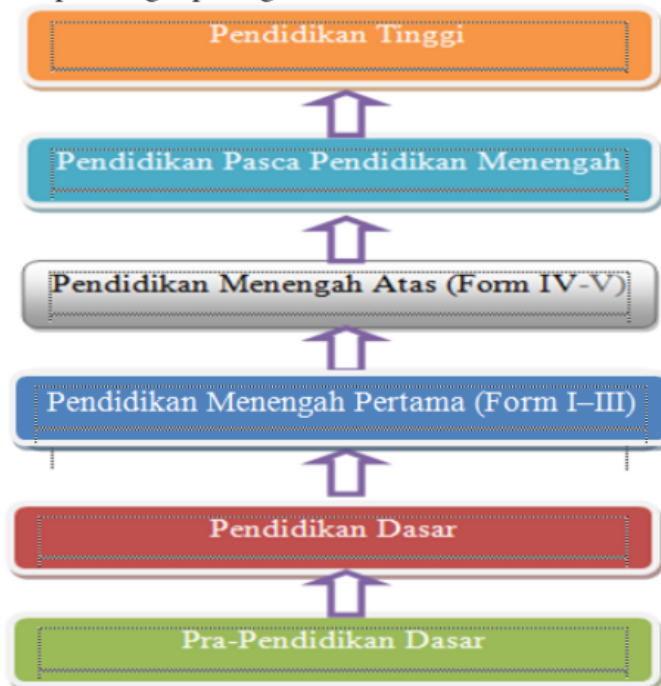 Pendidikan Tinggi
Pendidikan Pasca Pendidikan Menengah
Pendidikan Menengah Atas (Form IV-V)
Pendidikan Menengah Pertama (Form I–III)
Pendidikan Dasar
Pra-Pendidikan Dasar